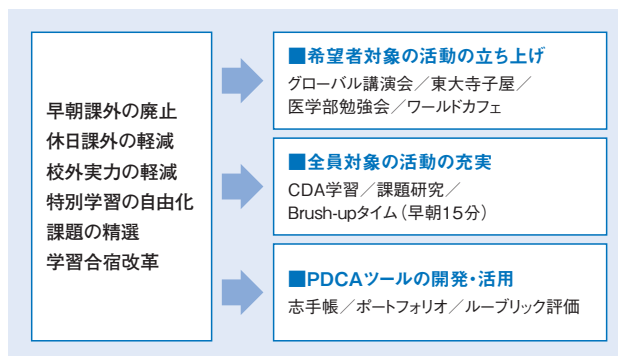 早朝課外の廃止
休日課外の軽減
校外実力の軽減
特別学習の自由化
課題の精選
学習合宿改革
■希望者対象の活動の立ち上げ
グローバル講演会／東大寺子屋／
医学部勉強会／ワールドカフェ
■全員対象の活動の充実
CDA学習／課題研究／
Brush-upタイム（早朝15分）
■PDCAツールの開発・活用
志手帳／ポートフォリオ／ルーブリック評価